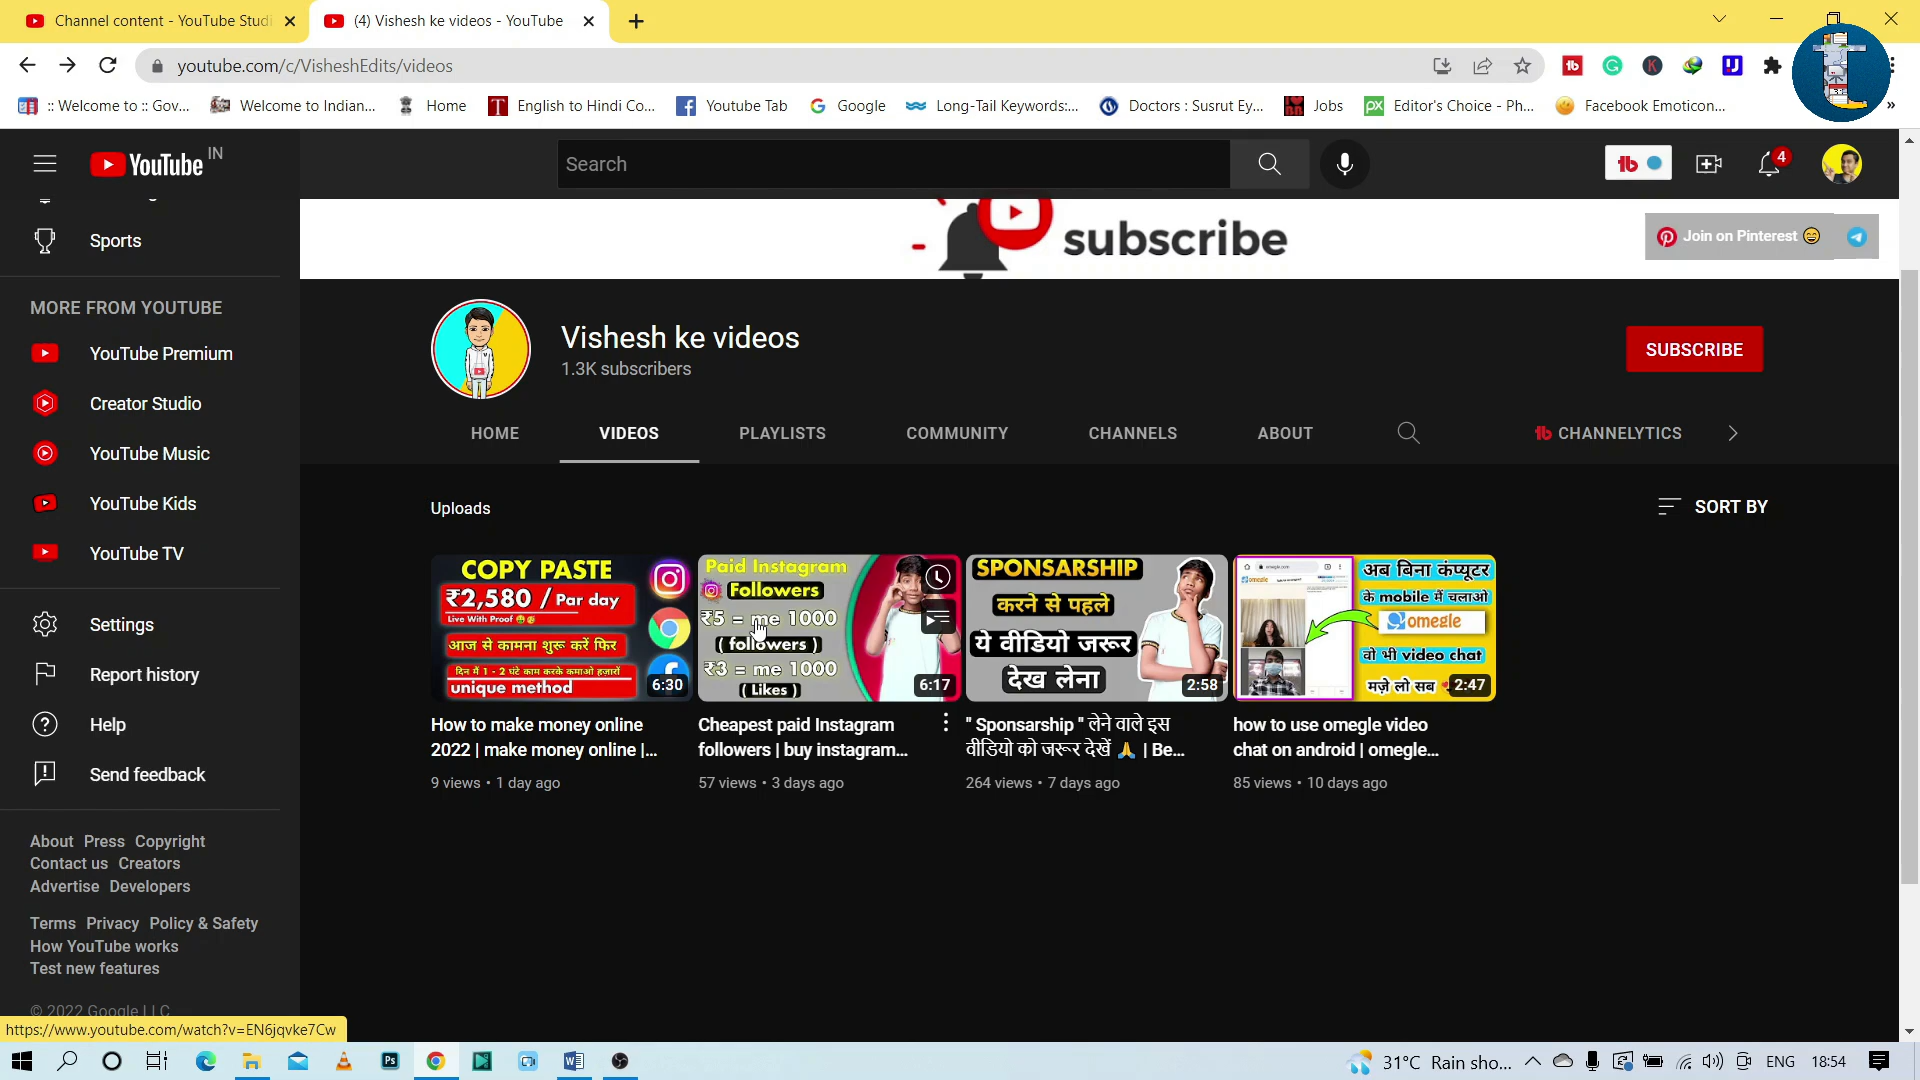 Channel content - YouTube Studi
(4) Vishesh ke videos - YouTube
youtube.com/c/VisheshEdits/videos
:: Welcome to :: Gov...
Welcome to Indian...
Home
English to Hindi Co...
Youtube Tab
Google
Long-Tail Keywords:...
Doctors : Susrut Ey...
Jobs
Editor's Choice - Ph...
Facebook Emoticon...
YouTube IN
Search
4
Sports
subscribe
Join on Pinterest 😄
MORE FROM YOUTUBE
YouTube Premium
Creator Studio
YouTube Music
YouTube Kids
YouTube TV
Settings
Report history
Help
Send feedback
About Press Copyright
Contact us Creators
Advertise Developers
Terms Privacy Policy & Safety
How YouTube works
Test new features
© 2022 Google LLC
Vishesh ke videos
1.3K subscribers
SUBSCRIBE
HOME VIDEOS PLAYLISTS COMMUNITY CHANNELS ABOUT CHANNELYTICS
Uploads
SORT BY
COPY PASTE
₹2,580 / Par day
Live With Proof
आज से कामना शुरू करें फिर
दिन में 1 - 2 घंटे काम करके कमाओ हजारों
unique method
6:30
How to make money online
2022 | make money online |...
9 views • 1 day ago
Paid Instagram
Followers
₹5 = me 1000
( followers )
₹3 = me 1000
( Likes )
6:17
Cheapest paid Instagram
followers | buy instagram...
57 views • 3 days ago
SPONSARSHIP
करने से पहले
ये वीडियो जरूर
देख लेना
2:58
" Sponsarship " लेने वाले इस
वीडियो को जरूर देखें 🙏 | Be...
264 views • 7 days ago
अब बिना कंप्यूटर
के mobile में चलाओ
omegle
वो भी video chat
मज़े लो सब
2:47
how to use omegle video
chat on android | omegle...
85 views • 10 days ago
https://www.youtube.com/watch?v=EN6jqvke7Cw
31°C Rain sho...
ENG
18:54